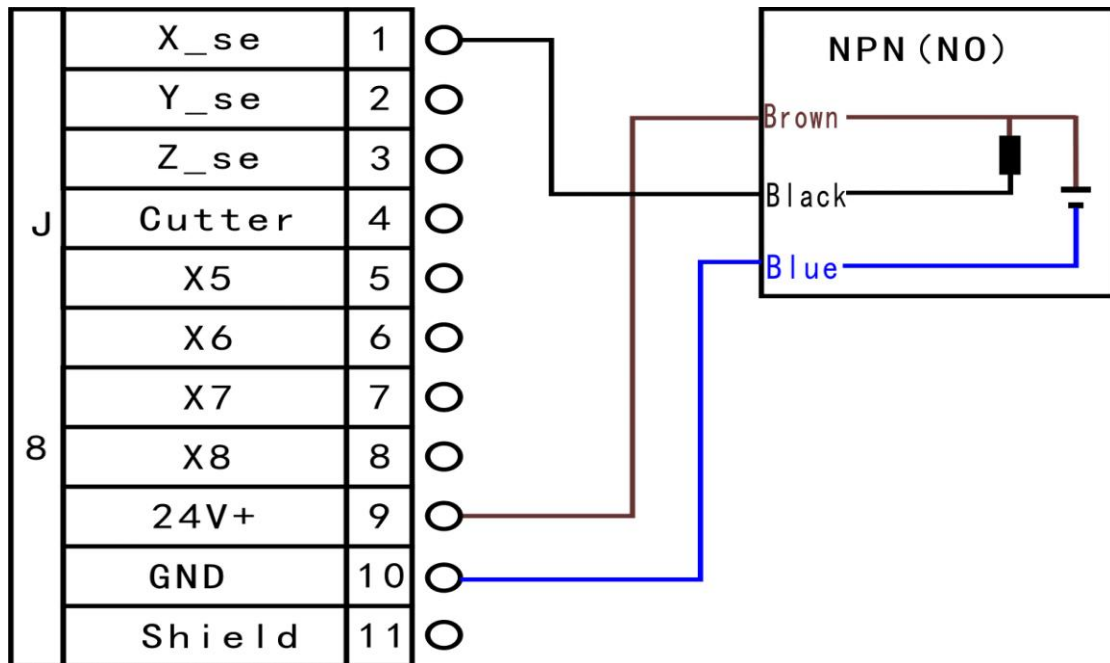 J 8
X_se 1
Y_se 2
Z_se 3
Cutter 4
X5 5
X6 6
X7 7
X8 8
24V+ 9
GND 10
Shield 11
NPN(NO)
Brown
Black
Blue